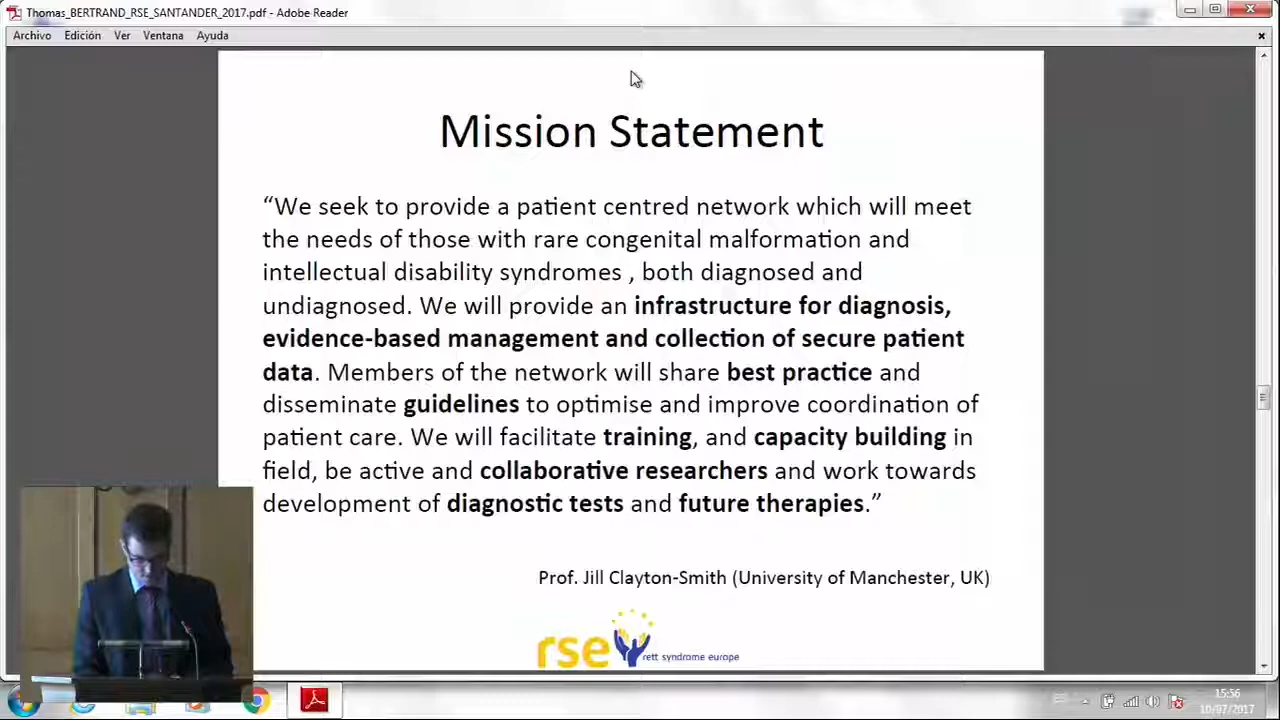 Thomas_BERTRAND_RSE_SANTANDER_2017.pdf - Adobe Reader
Archivo Edición Ver Ventana Ayuda
Mission Statement
“We seek to provide a patient centred network which will meet
the needs of those with rare congenital malformation and
intellectual disability syndromes , both diagnosed and
undiagnosed. We will provide an infrastructure for diagnosis,
evidence-based management and collection of secure patient
data. Members of the network will share best practice and
disseminate guidelines to optimise and improve coordination of
patient care. We will facilitate training, and capacity building in
field, be active and collaborative researchers and work towards
development of diagnostic tests and future therapies.”
Prof. Jill Clayton-Smith (University of Manchester, UK)
rse rett syndrome europe
15:56
10/07/2017